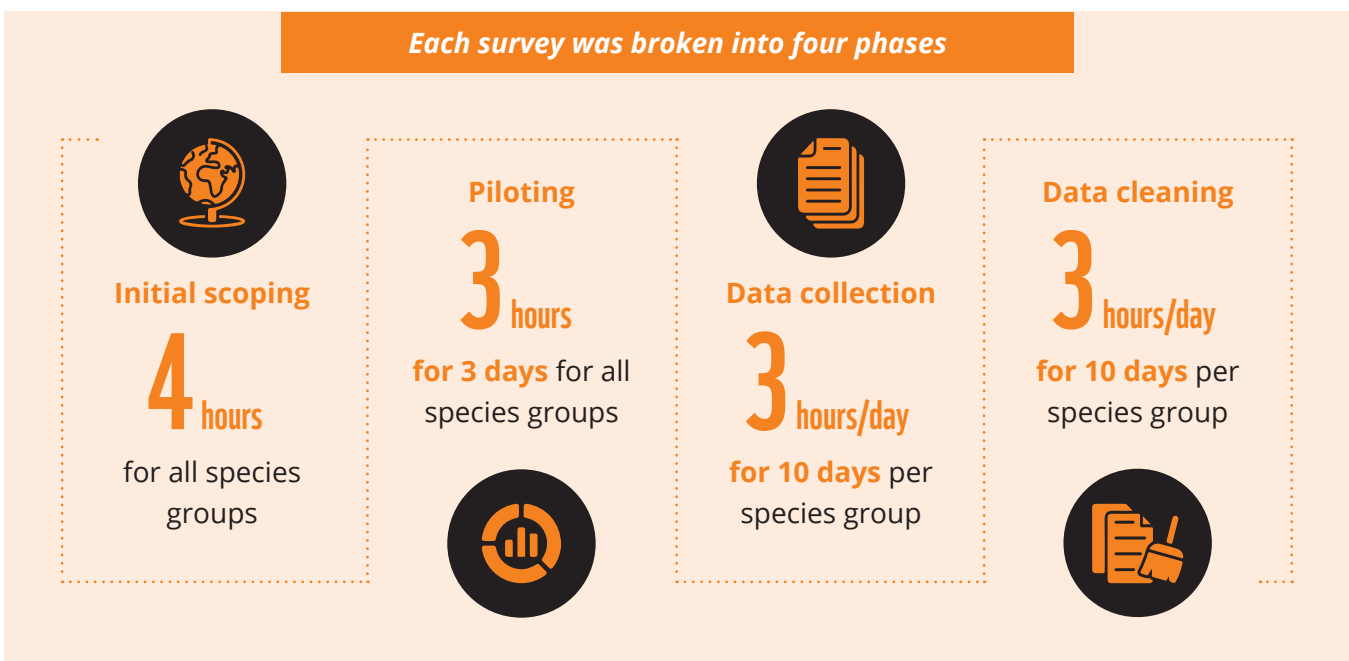 Each survey was broken into four phases
Initial scoping
4 hours
for all species
groups
Piloting
3 hours
for 3 days for all
species groups
Data collection
3 hours/day
for 10 days per
species group
Data cleaning
3 hours/day
for 10 days per
species group